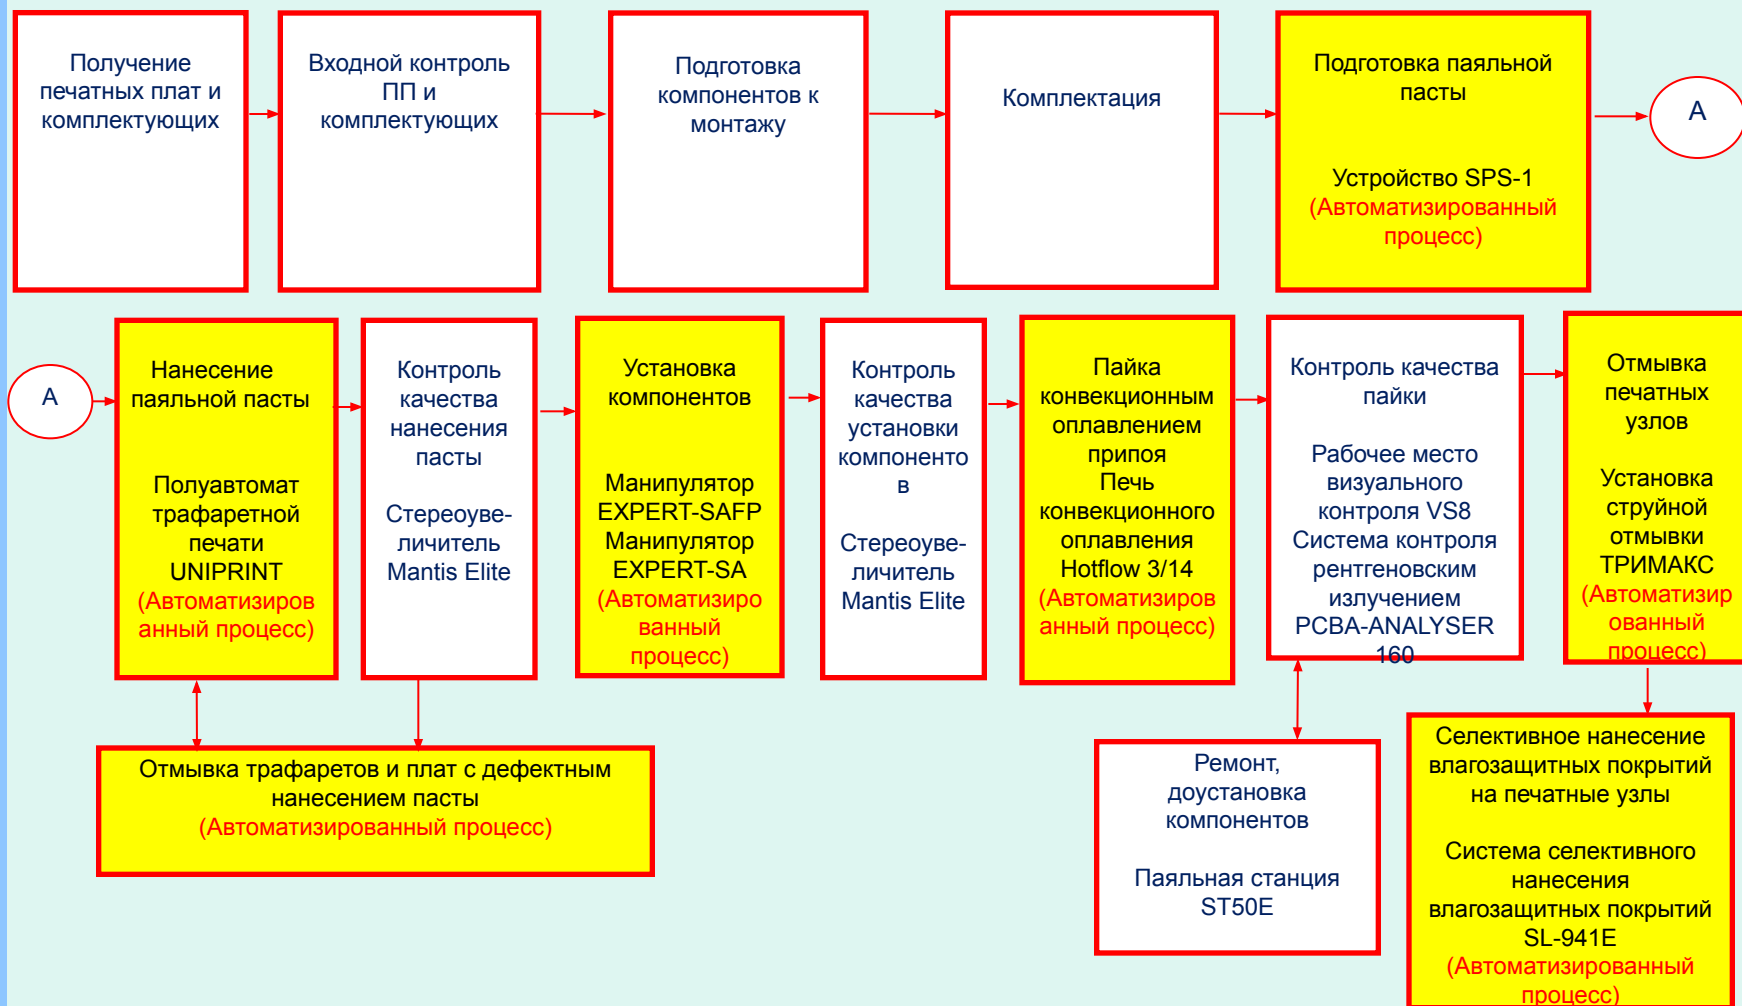 Получение
печатных плат и
комплектующих
Входной контроль
ПП и
комплектующих
Подготовка
компонентов к
монтажу
Комплектация
Подготовка паяльной
пасты
Устройство SPS-1
(Автоматизированный
процесс)
А
А
Нанесение
паяльной пасты
Полуавтомат
трафаретной
печати
UNIPRINT
(Автоматизиров
анный процесс)
Контроль
качества
нанесения
пасты
Стереоуве-
личитель
Mantis Elite
Установка
компонентов
Манипулятор
EXPERT-SAFP
Манипулятор
EXPERT-SA
(Автоматизиро
ванный
процесс)
Контроль
качества
установки
компоненто
в
Стереоуве-
личитель
Mantis Elite
Пайка
конвекционным
оплавлением
припоя
Печь
конвекционного
оплавления
Hotflow 3/14
(Автоматизиров
анный процесс)
Контроль качества
пайки
Рабочее место
визуального
контроля VS8
Система контроля
рентгеновским
излучением
PCBA-ANALYSER
160
Отмывка
печатных
узлов
Установка
струйной
отмывки
ТРИМАКС
(Автоматизир
ованный
процесс)
Отмывка трафаретов и плат с дефектным
нанесением пасты
(Автоматизированный процесс)
Ремонт,
доустановка
компонентов
Паяльная станция
ST50E
Селективное нанесение
влагозащитных покрытий
на печатные узлы
Система селективного
нанесения
влагозащитных покрытий
SL-941E
(Автоматизированный
процесс)